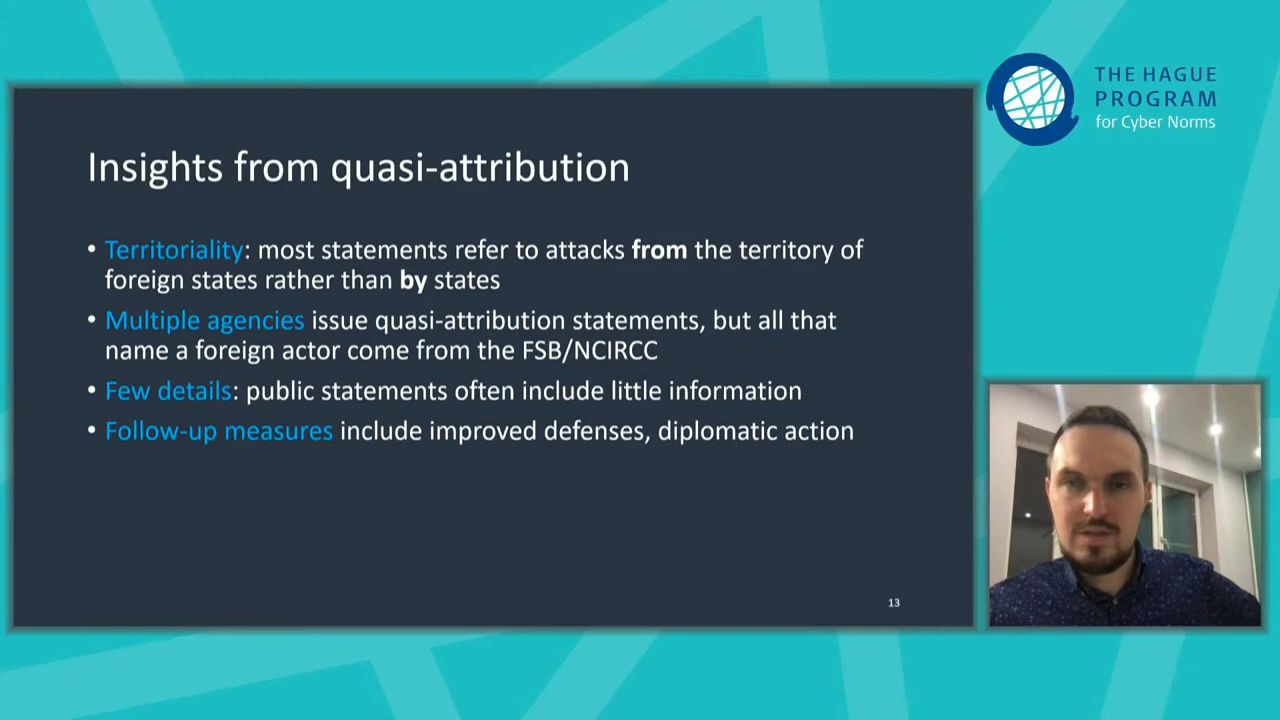 THE HAGUE
PROGRAM
for Cyber Norms
Insights from quasi-attribution
• Territoriality: most statements refer to attacks from the territory of
foreign states rather than by states
• Multiple agencies issue quasi-attribution statements, but all that
name a foreign actor come from the FSB/NCIRCC
• Few details: public statements often include little information
• Follow-up measures include improved defenses, diplomatic action
13